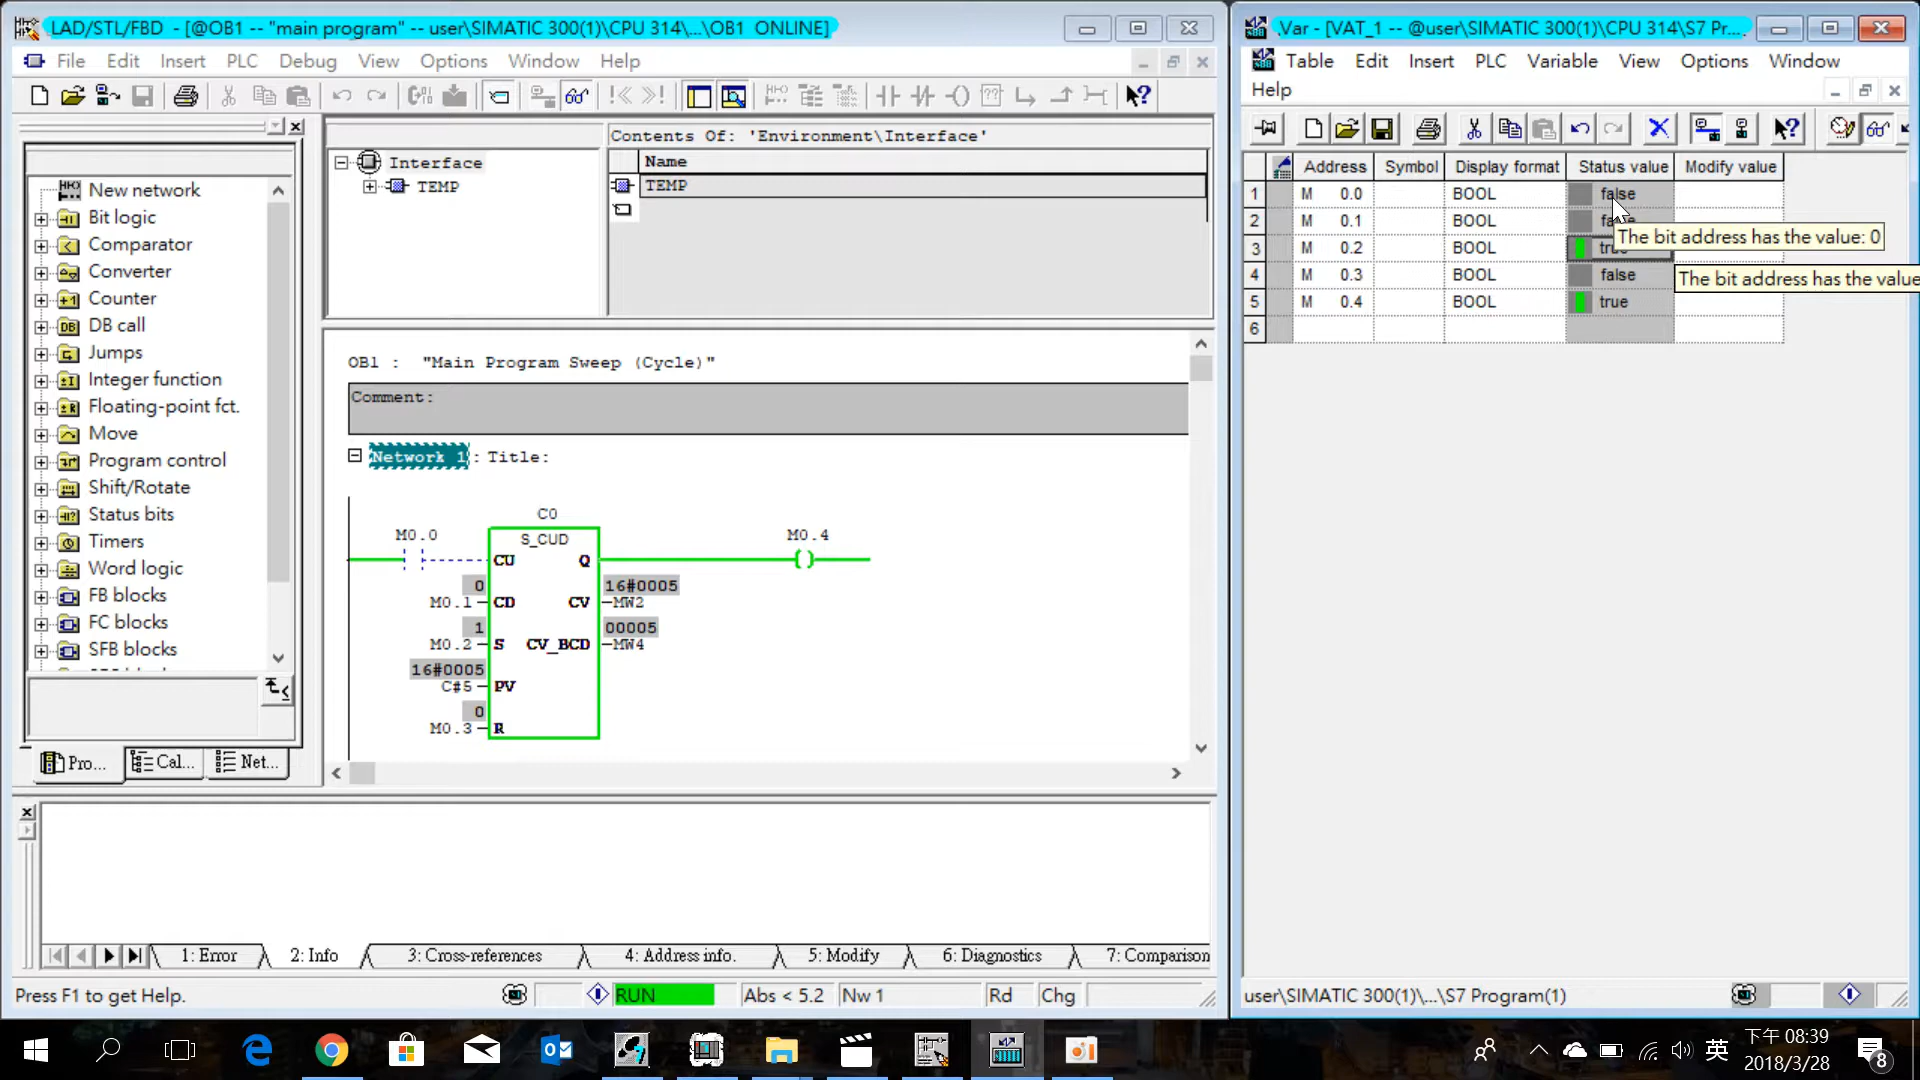 LAD/STL/FBD - [@OB1 -- "main program" -- user\SIMATIC 300(1)\CPU 314\...\OB1 ONLINE]
File Edit Insert PLC Debug View Options Window Help
New network
Bit logic
Comparator
Converter
Counter
DB call
Jumps
Integer function
Floating-point fct.
Move
Program control
Shift/Rotate
Status bits
Timers
Word logic
FB blocks
FC blocks
SFB blocks
Pro... Cal... Net...
Interface
TEMP
Contents Of: 'Environment\Interface'
Name
TEMP
OB1 : "Main Program Sweep (Cycle)"
Comment:
Network 1 : Title:
C0
M0.0 S_CUD M0.4
CU Q
0 16#0005
M0.1 CD CV MW2
1 00005
M0.2 S CV_BCD MW4
16#0005
C#5 PV
0
M0.3 R
1: Error 2: Info 3: Cross-references 4: Address info. 5: Modify 6: Diagnostics 7: Comparison
Press F1 to get Help. RUN Abs < 5.2 Nw 1 Rd Chg
Var - [VAT_1 -- @user\SIMATIC 300(1)\CPU 314\S7 Pr...
Table Edit Insert PLC Variable View Options Window
Help
Address Symbol Display format Status value Modify value
1 M 0.0 BOOL false
2 M 0.1 BOOL
The bit address has the value: 0
3 M 0.2 BOOL
4 M 0.3 BOOL false
The bit address has the value
5 M 0.4 BOOL true
6
user\SIMATIC 300(1)\...\S7 Program(1)
英
下午 08:39
2018/3/28
8